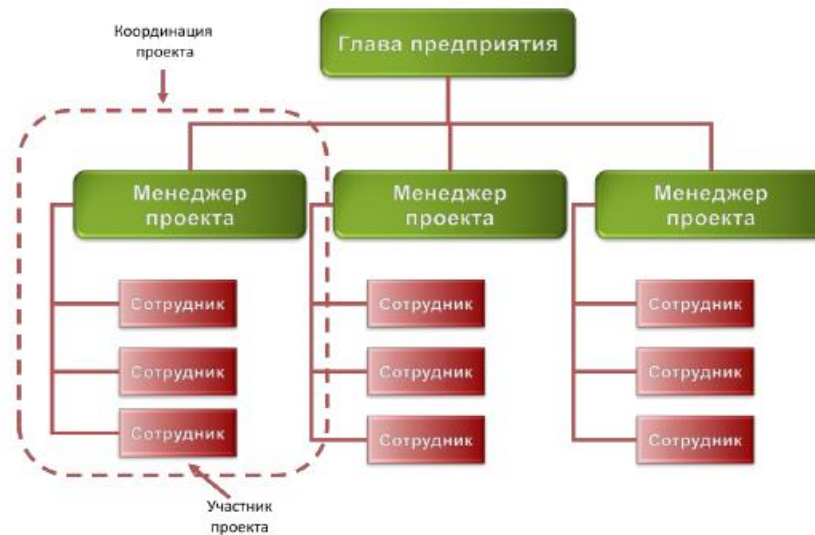 Координация
проекта
Глава предприятия
Менеджер
проекта
Менеджер
проекта
Менеджер
проекта
Сотрудник
Сотрудник
Сотрудник
Сотрудник
Сотрудник
Сотрудник
Сотрудник
Сотрудник
Сотрудник
Участник
проекта